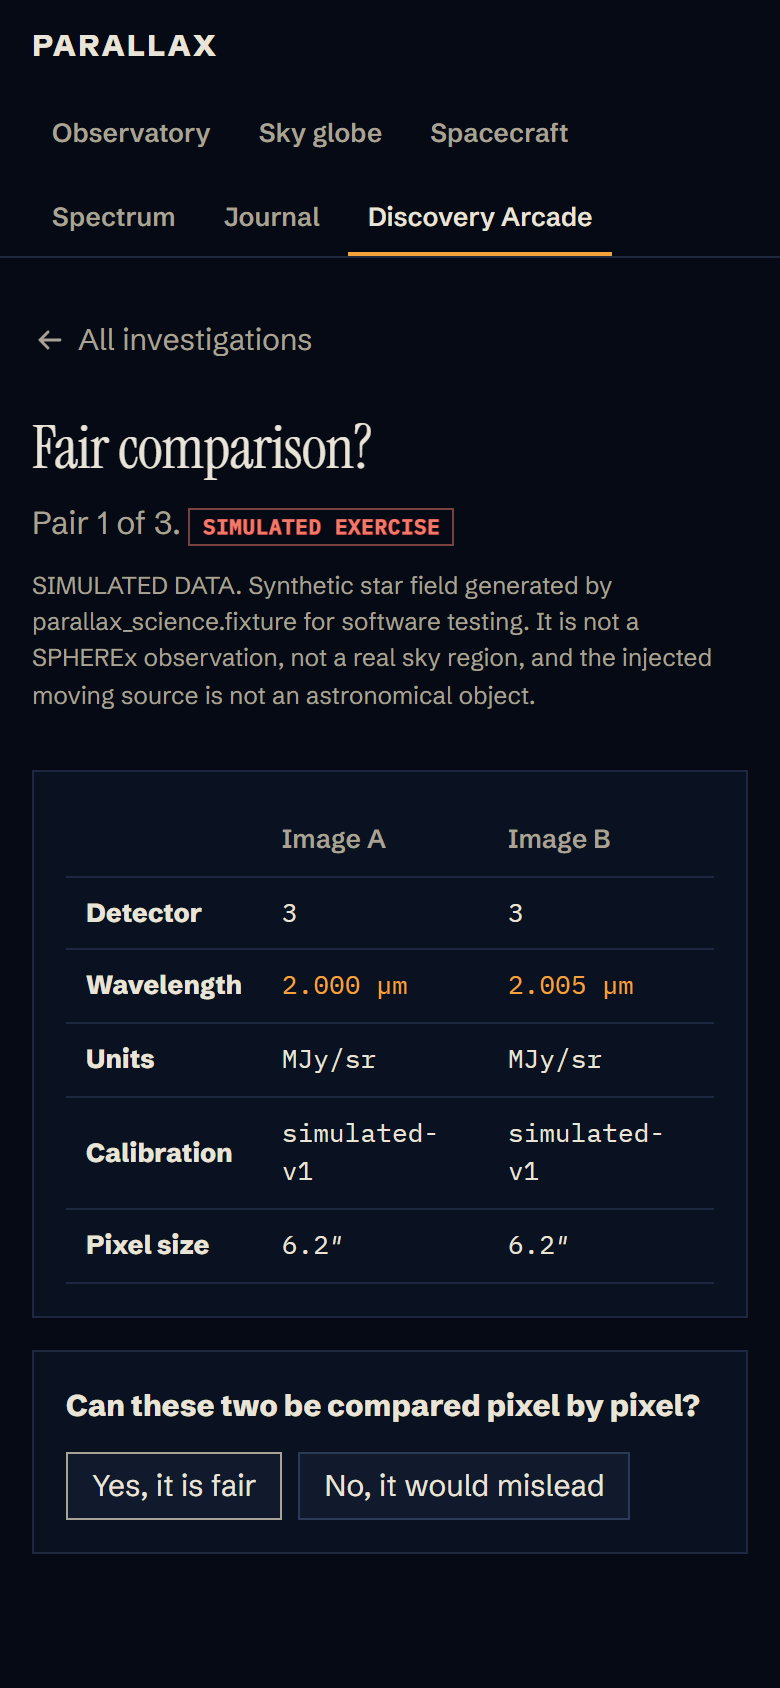 PARALLAX
Observatory Sky globe Spacecraft
Spectrum Journal Discovery Arcade
← All investigations
Fair comparison?
Pair 1 of 3. SIMULATED EXERCISE
SIMULATED DATA. Synthetic star field generated by
parallax_science.fixture for software testing. It is not a
SPHEREx observation, not a real sky region, and the injected
moving source is not an astronomical object.
Image A Image B
Detector 3 3
Wavelength 2.000 µm 2.005 µm
Units MJy/sr MJy/sr
Calibration simulated-v1 simulated-v1
Pixel size 6.2″ 6.2″
Can these two be compared pixel by pixel?
Yes, it is fair No, it would mislead